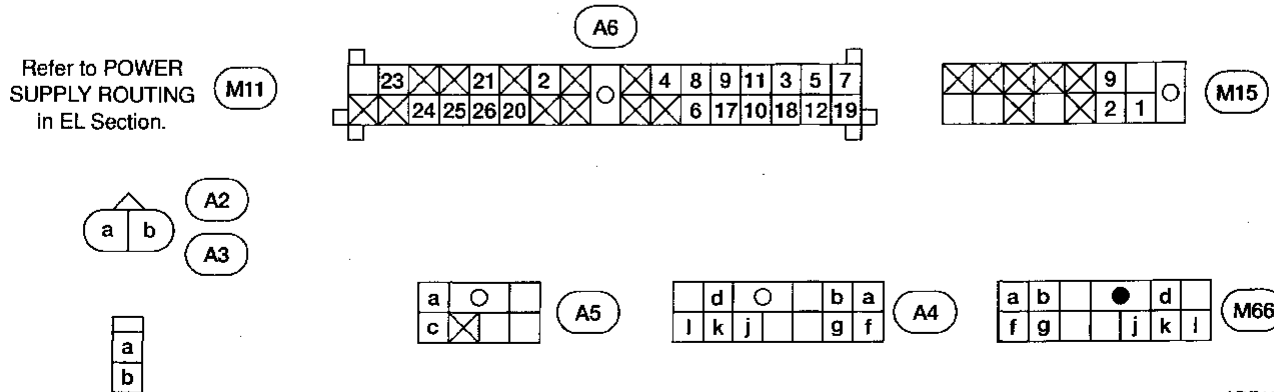 A6
Refer to POWER
SUPPLY ROUTING
in EL Section.
M11
23 21 2 4 8 9 11 3 5 7
24 25 26 20 6 17 10 18 12 19
9
2 1
M15
a b
A2
A3
a
c
A5
d b a
l k j g f
A4
a b d
f g j k l
M66
a
b